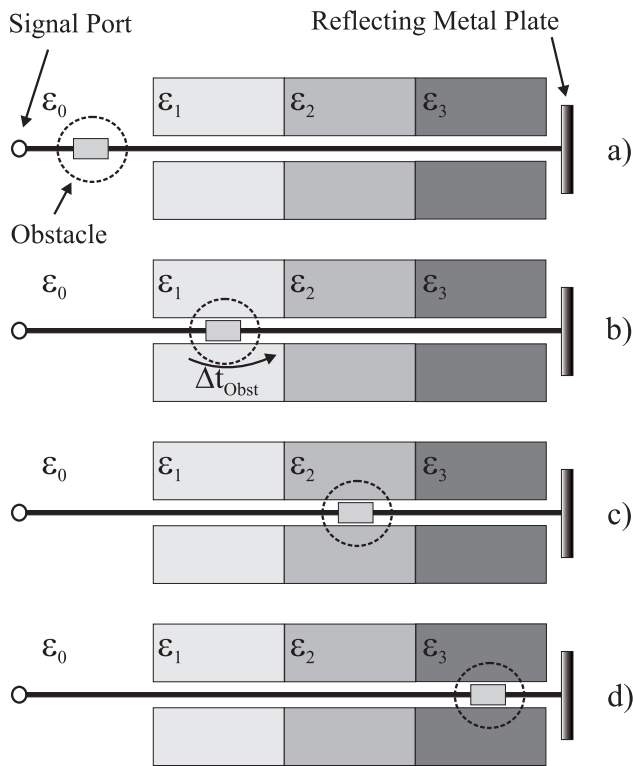 Signal Port
Reflecting Metal Plate
ε₀ ε₁ ε₂ ε₃
a)
Obstacle
ε₀ ε₁ ε₂ ε₃
b)
Δt_Obst
ε₀ ε₁ ε₂ ε₃
c)
ε₀ ε₁ ε₂ ε₃
d)